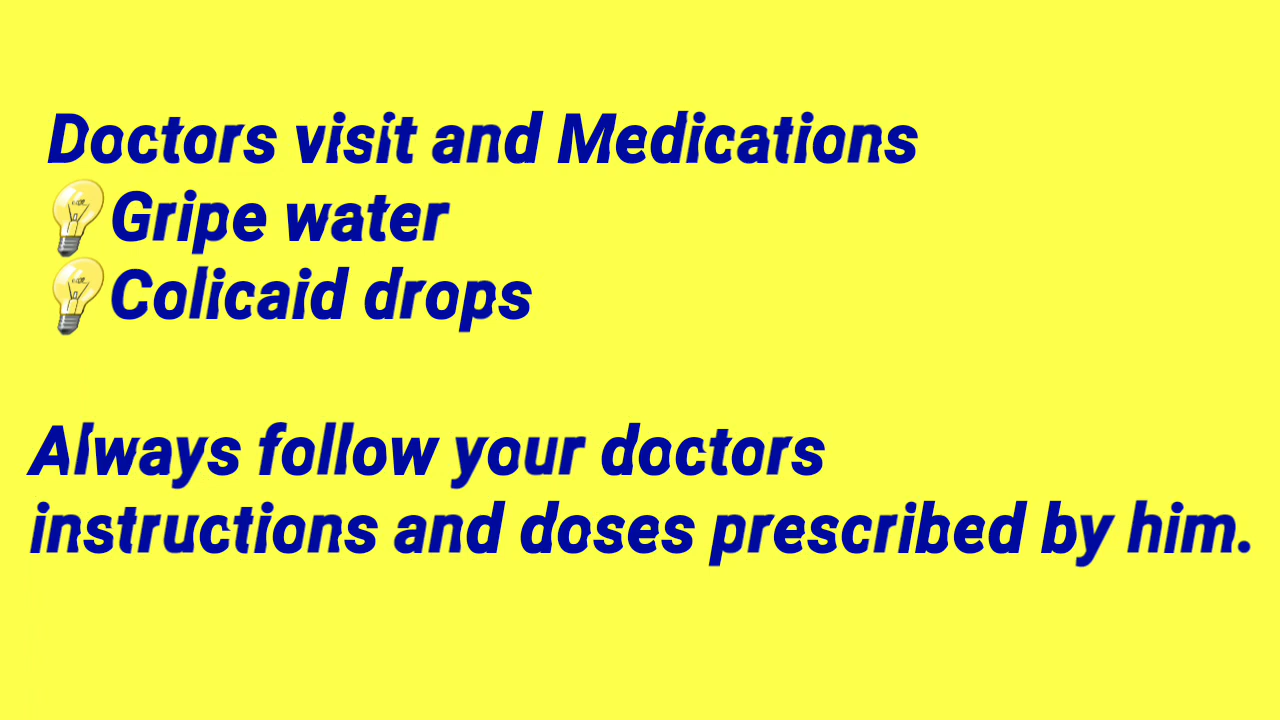 Doctors visit and Medications
💡Gripe water
💡Colicaid drops
Always follow your doctors
instructions and doses prescribed by him.